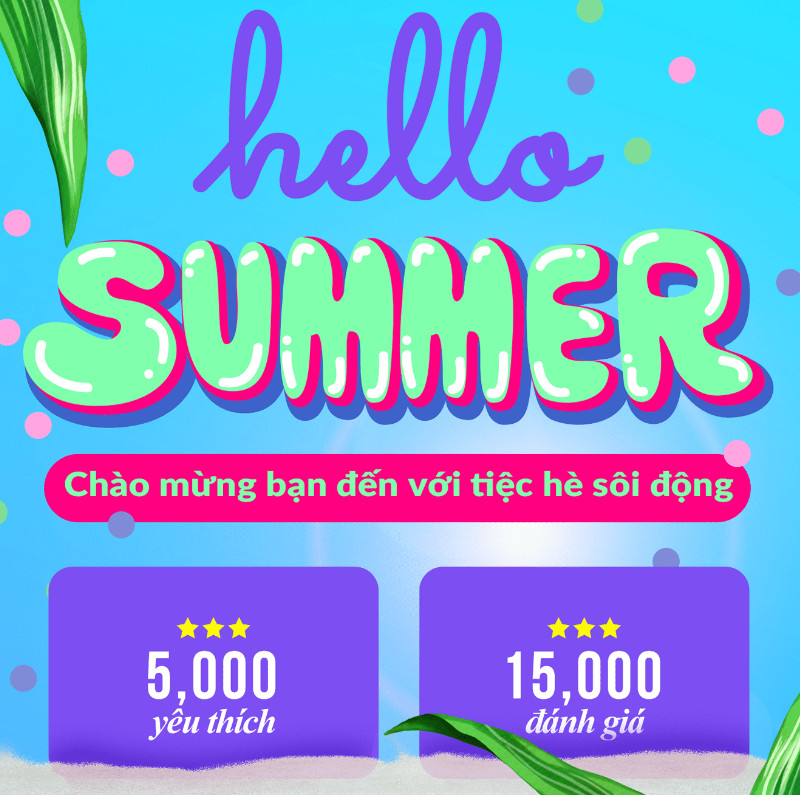 hello
SUMMER
Chào mừng bạn đến với tiệc hè sôi động
5,000
yêu thích
15,000
đánh giá